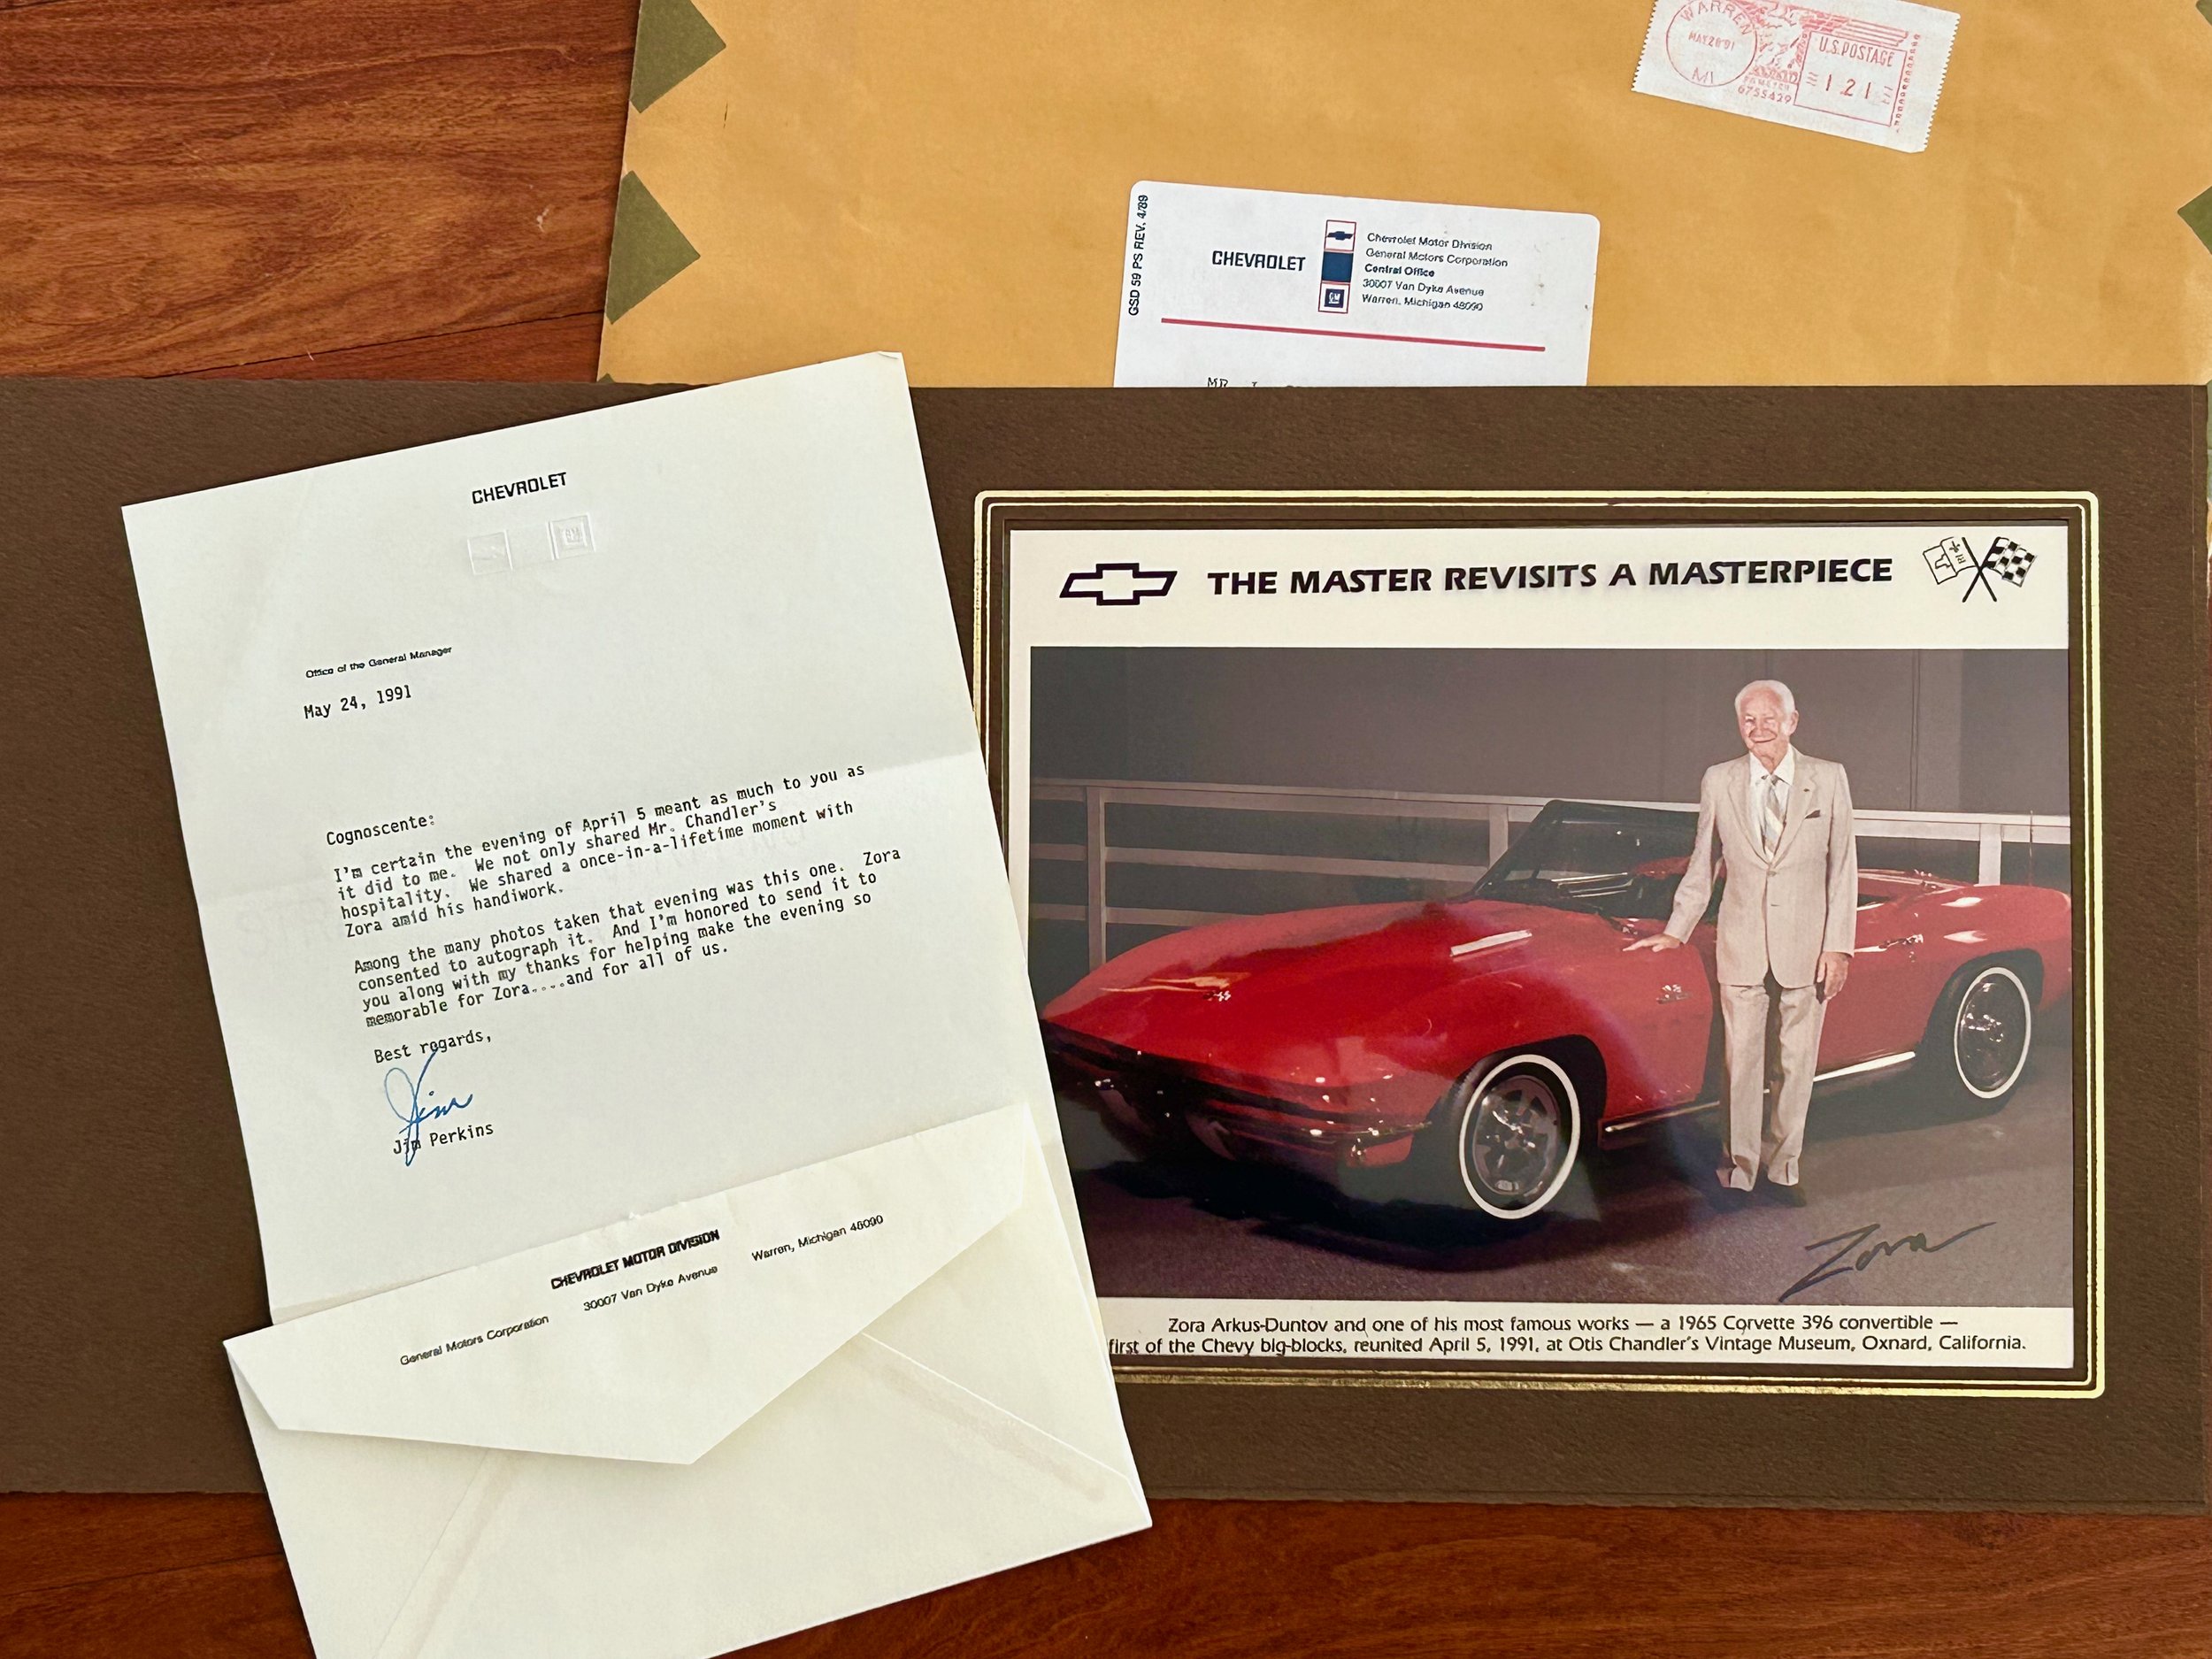 WARREN
MAY 28 '91
MI
U.S. POSTAGE
1.21
PB METER
6755429
GSD 59 PS REV. 4/89
CHEVROLET
Chevrolet Motor Division
General Motors Corporation
Central Office
30007 Van Dyke Avenue
Warren, Michigan 48090
GM
MR
CHEVROLET
GM
Office of the General Manager
May 24, 1991
Cognoscente:
I'm certain the evening of April 5 meant as much to you as
it did to me. We not only shared Mr. Chandler's
hospitality. We shared a once-in-a-lifetime moment with
Zora amid his handiwork.
Among the many photos taken that evening was this one. Zora
consented to autograph it. And I'm honored to send it to
you along with my thanks for helping make the evening so
memorable for Zora....and for all of us.
Best regards,
Jim
Jim Perkins
CHEVROLET MOTOR DIVISION
General Motors Corporation 30007 Van Dyke Avenue Warren, Michigan 48090
THE MASTER REVISITS A MASTERPIECE
Zora
Zora Arkus-Duntov and one of his most famous works — a 1965 Corvette 396 convertible —
first of the Chevy big-blocks, reunited April 5, 1991, at Otis Chandler's Vintage Museum, Oxnard, California.